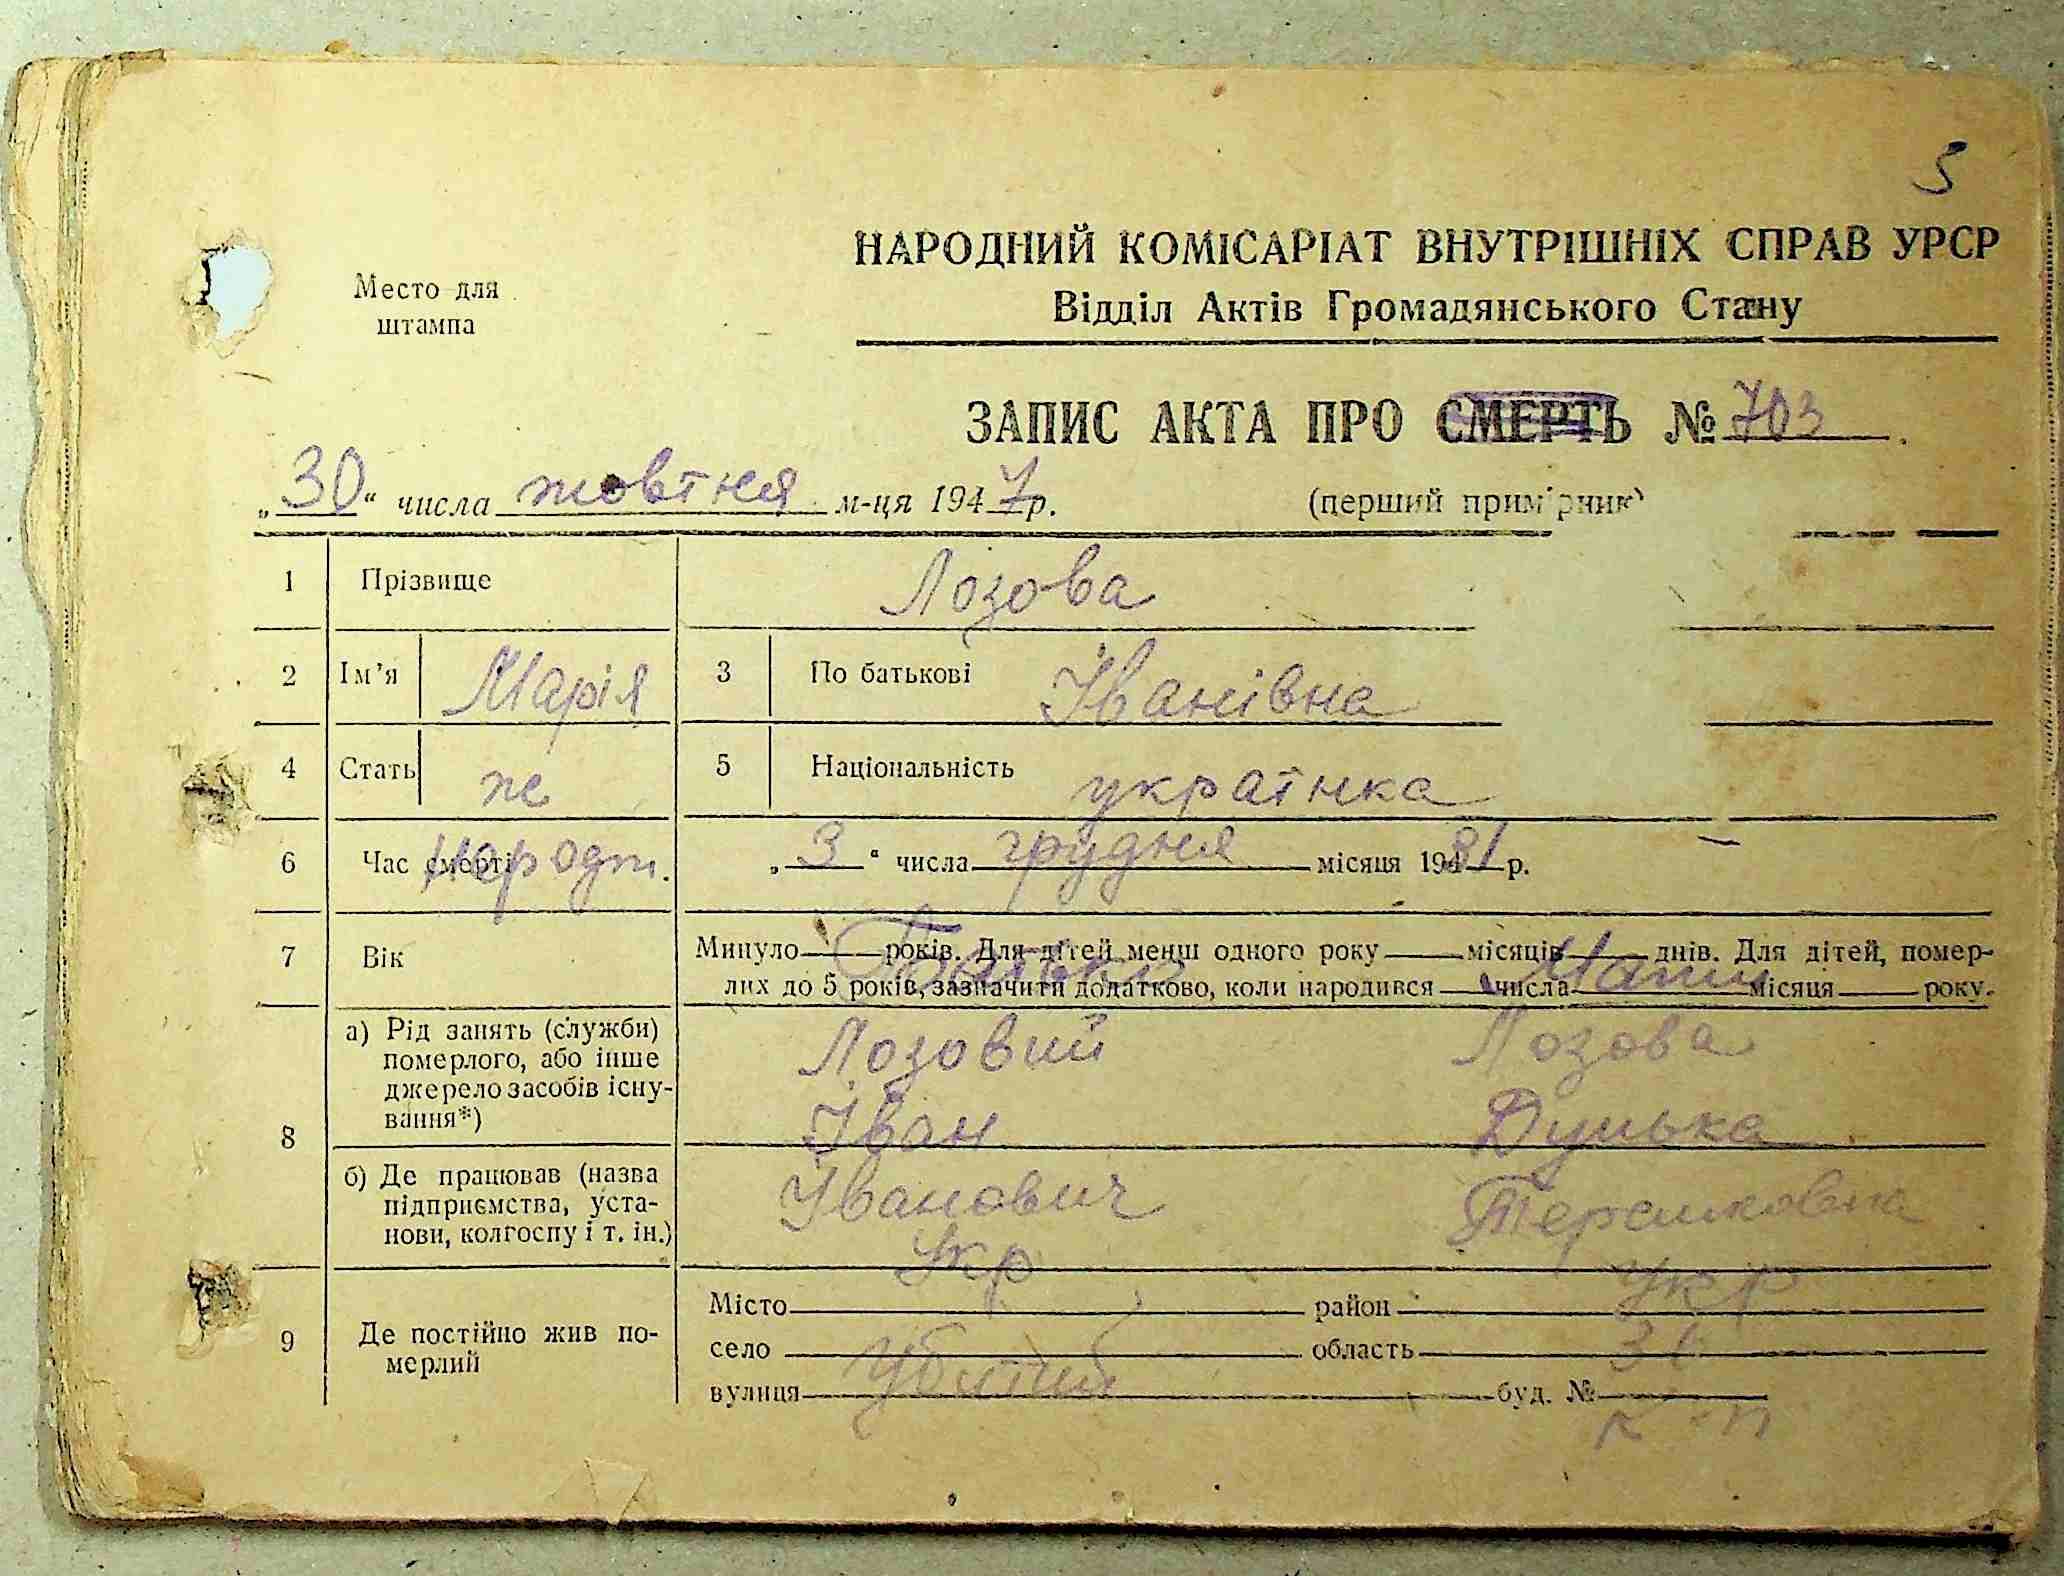 5
НАРОДНИЙ КОМІСАРІАТ ВНУТРІШНІХ СПРАВ УРСР
Место для штампа
Відділ Актів Громадянського Стану
ЗАПИС АКТА ПРО СМЕРТЬ № 703
„30“ числа жовтня м-ця 1947 р. (перший примірник)
1 Прізвище Лозова
2 Ім’я Марія 3 По батькові Іванівна
4 Стать же 5 Національність українка
6 Час смерті Народж. „3“ числа грудня місяця 1931 р.
Батько Мати
7 Вік Минуло років. Для дітей менш одного року місяців днів. Для дітей, помер-
лих до 5 років, зазначити додатково, коли народився числа місяця року.
8 а) Рід занять (служби)
померлого, або інше
джерело засобів існу-
вання*)
Лозовий Лозова
Іван Дунька
б) Де працював (назва
підприємства, уста-
нови, колгоспу і т. ін.)
Іванович
Укр Укр
9 Де постійно жив по-
мерлий
Місто район
село область
Убитий 36
вулиця буд. №
к-п